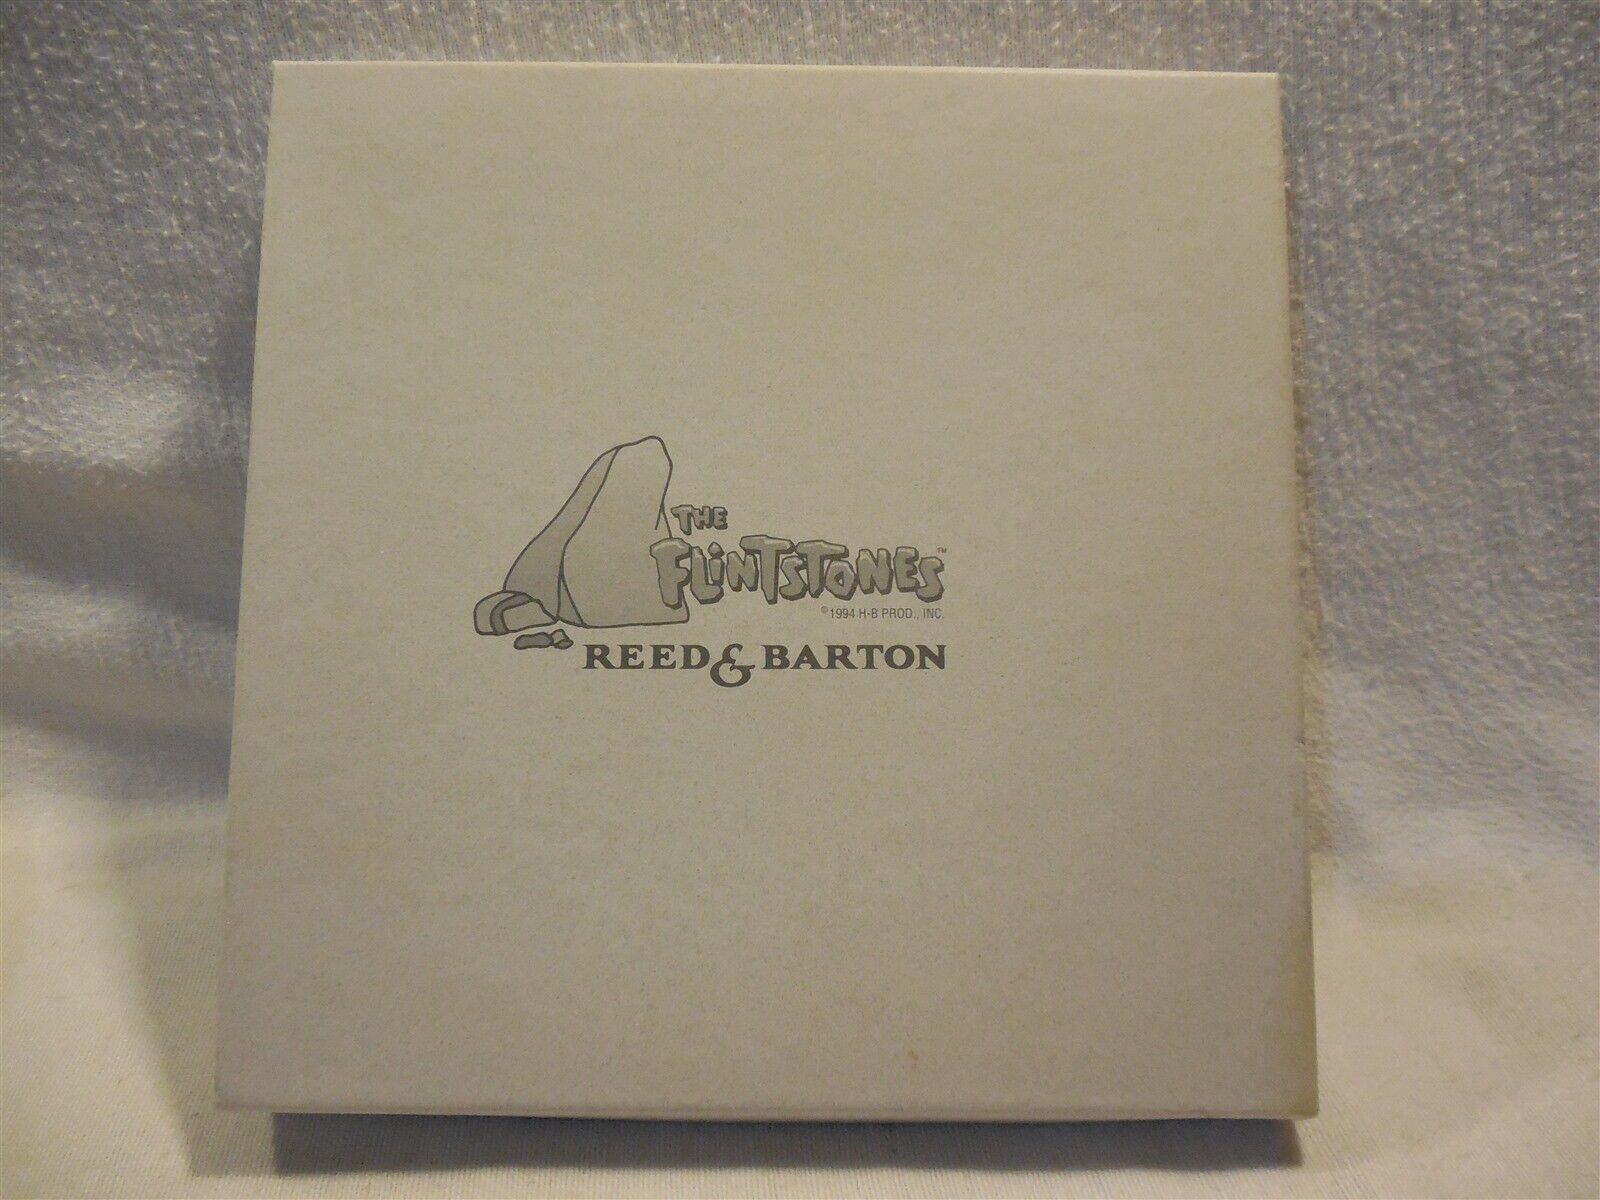 THE
FLINTSTONES™
©1994 H-B PROD., INC.
REED & BARTON